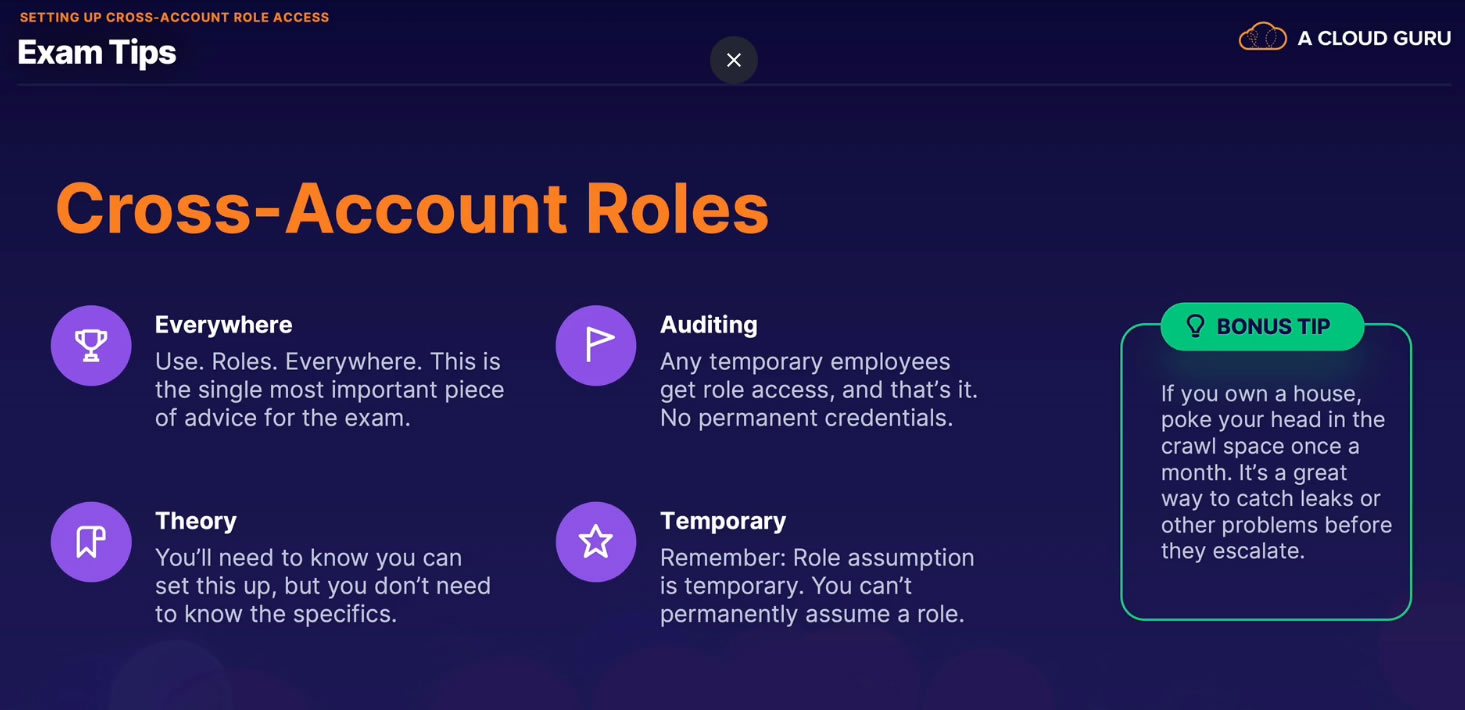 SETTING UP CROSS-ACCOUNT ROLE ACCESS
Exam Tips
A CLOUD GURU
Cross-Account Roles
Everywhere
Use. Roles. Everywhere. This is
the single most important piece
of advice for the exam.
Auditing
Any temporary employees
get role access, and that’s it.
No permanent credentials.
Theory
You’ll need to know you can
set this up, but you don’t need
to know the specifics.
Temporary
Remember: Role assumption
is temporary. You can’t
permanently assume a role.
BONUS TIP
If you own a house,
poke your head in the
crawl space once a
month. It’s a great
way to catch leaks or
other problems before
they escalate.